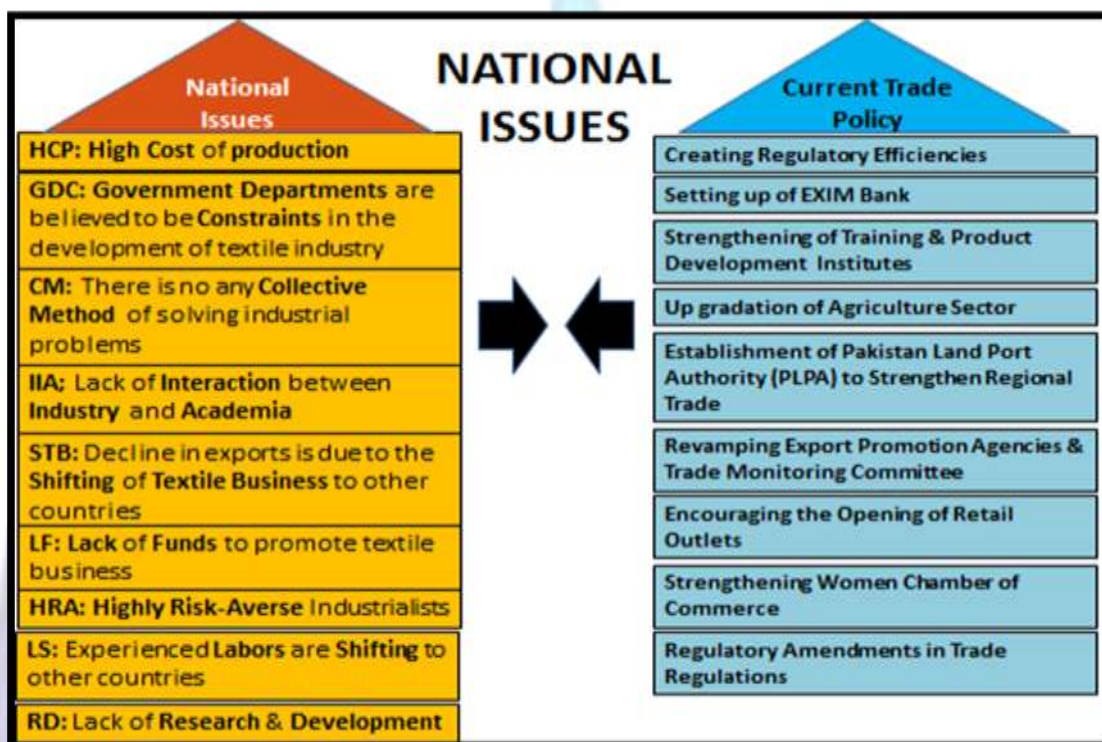 National
Issues
HCP: High Cost of production
GDC: Government Departments are
believed to be Constraints in the
development of textile industry
CM: There is no any Collective
Method of solving industrial
problems
IIA; Lack of Interaction between
Industry and Academia
STB: Decline in exports is due to the
Shifting of Textile Business to other
countries
LF: Lack of Funds to promote textile
business
HRA: Highly Risk-Averse Industrialists
LS: Experienced Labors are Shifting to
other countries
RD: Lack of Research & Development
NATIONAL
ISSUES
Current Trade
Policy
Creating Regulatory Efficiencies
Setting up of EXIM Bank
Strengthening of Training & Product
Development Institutes
Up gradation of Agriculture Sector
Establishment of Pakistan Land Port
Authority (PLPA) to Strengthen Regional
Trade
Revamping Export Promotion Agencies &
Trade Monitoring Committee
Encouraging the Opening of Retail
Outlets
Strengthening Women Chamber of
Commerce
Regulatory Amendments in Trade
Regulations